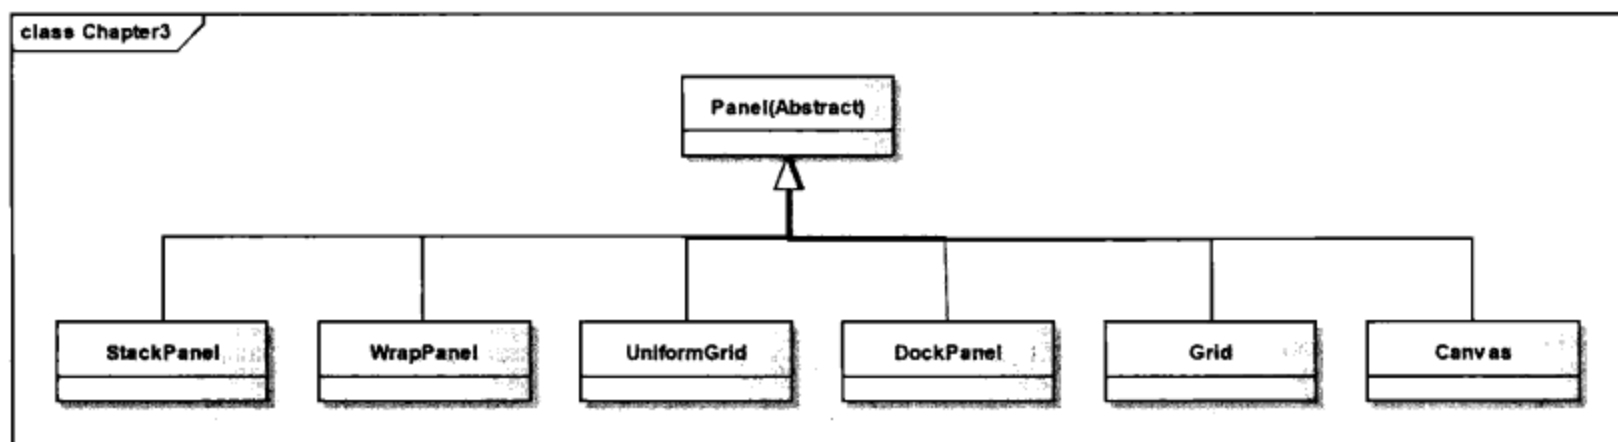 class Chapter3
Panel(Abstract)
StackPanel
WrapPanel
UniformGrid
DockPanel
Grid
Canvas